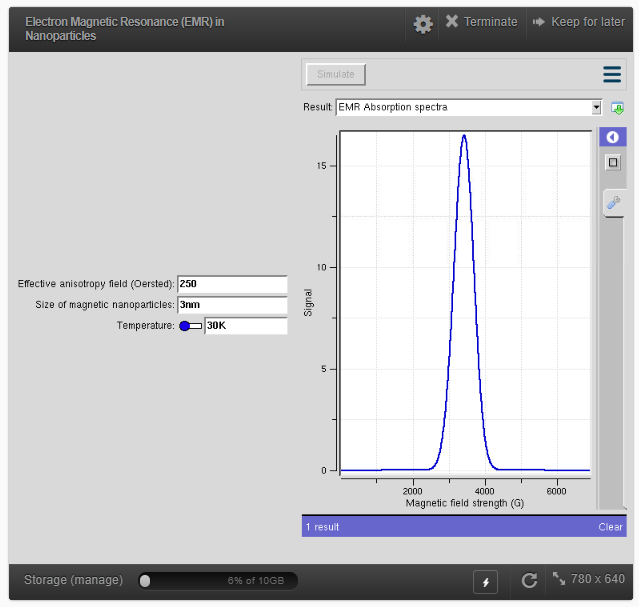 Electron Magnetic Resonance (EMR) in
Nanoparticles
Terminate
Keep for later
Simulate
Result: EMR Absorption spectra
15
10
5
0
Signal
2000 4000 6000
Magnetic field strength (G)
Effective anisotropy field (Oersted): 250
Size of magnetic nanoparticles: 3nm
Temperature: 30K
1 result
Clear
Storage (manage)
6% of 10GB
780 x 640